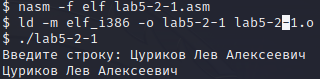 $ nasm -f elf lab5-2-1.asm
$ ld -m elf_i386 -o lab5-2-1 lab5-2-1.o
$ ./lab5-2-1
Введите строку: Цуриков Лев Алексеевич
Цуриков Лев Алексеевич